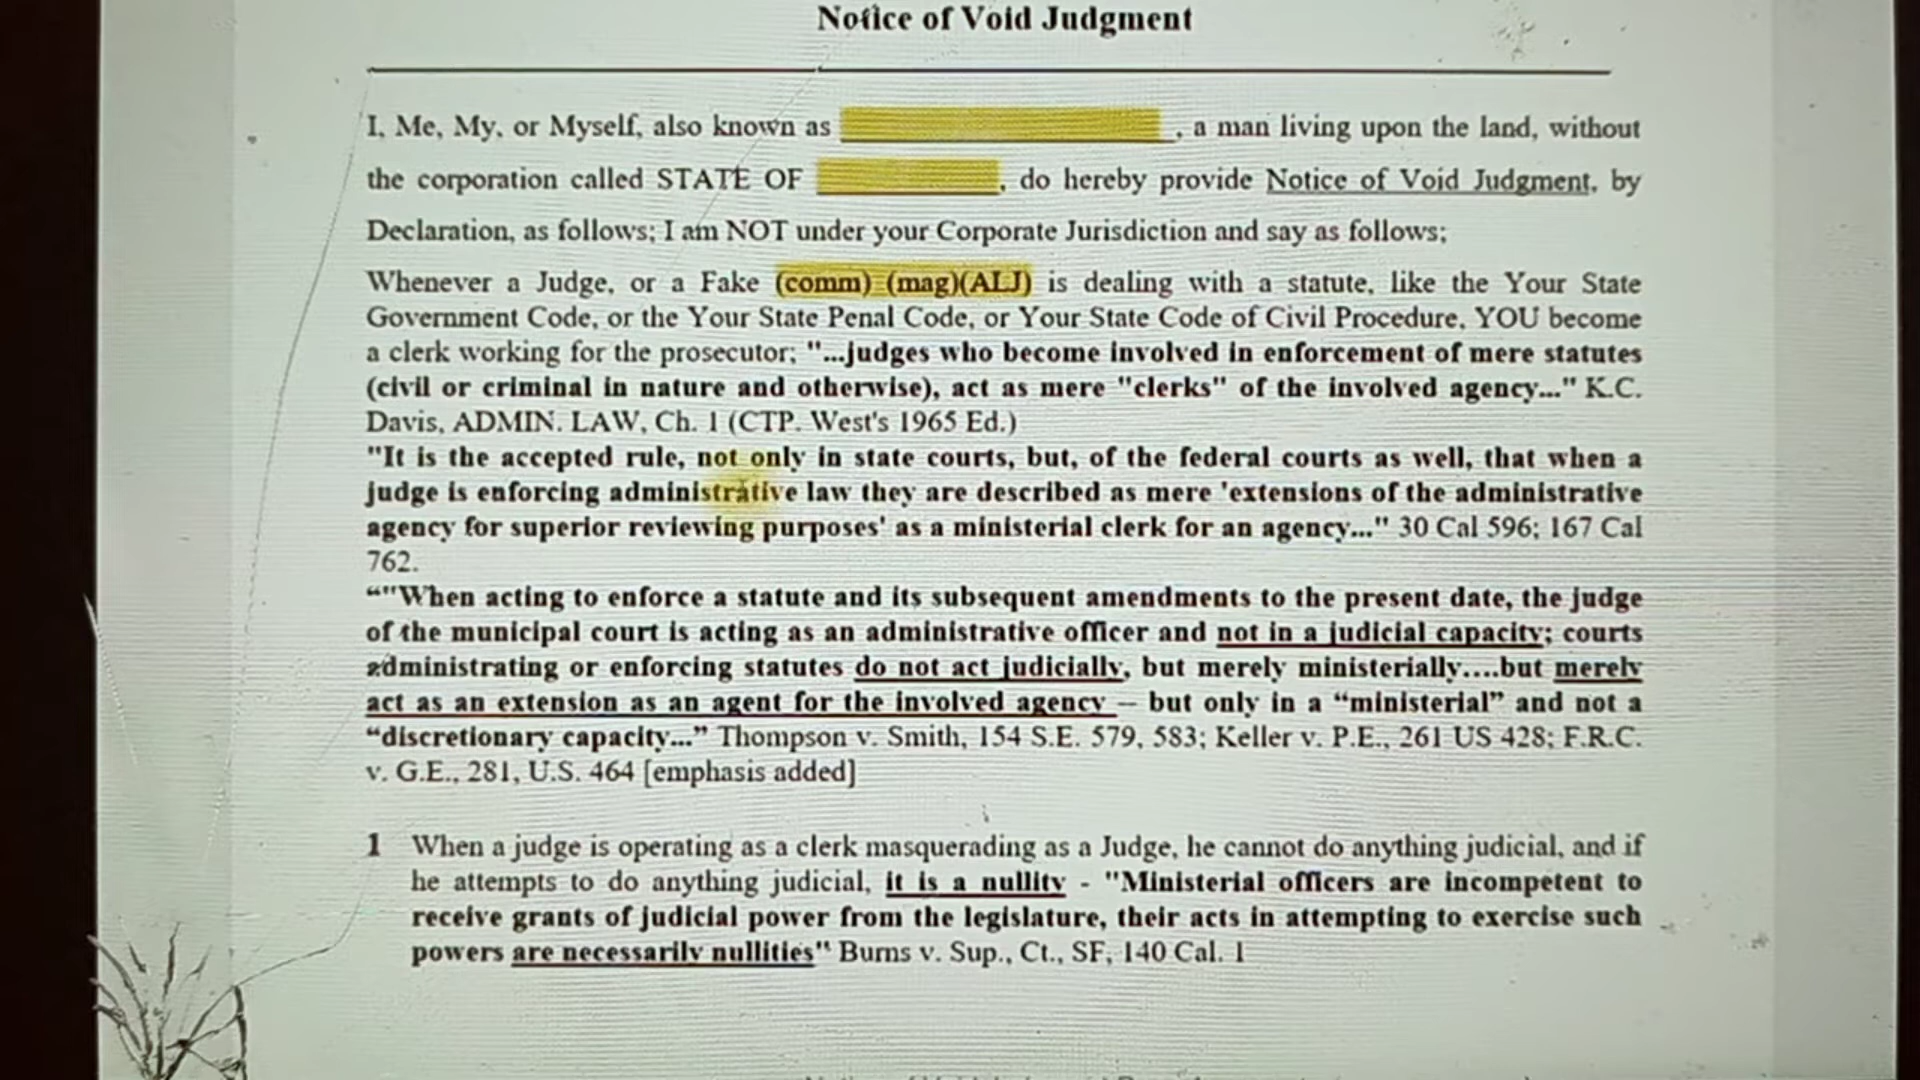 Notice of Void Judgment
I, Me, My, or Myself, also known as , a man living upon the land, without
the corporation called STATE OF , do hereby provide Notice of Void Judgment, by
Declaration, as follows; I am NOT under your Corporate Jurisdiction and say as follows;
Whenever a Judge, or a Fake (comm) (mag)(ALJ) is dealing with a statute, like the Your State
Government Code, or the Your State Penal Code, or Your State Code of Civil Procedure, YOU become
a clerk working for the prosecutor; "...judges who become involved in enforcement of mere statutes
(civil or criminal in nature and otherwise), act as mere "clerks" of the involved agency..." K.C.
Davis, ADMIN. LAW, Ch. 1 (CTP. West's 1965 Ed.)
"It is the accepted rule, not only in state courts, but, of the federal courts as well, that when a
judge is enforcing administrative law they are described as mere 'extensions of the administrative
agency for superior reviewing purposes' as a ministerial clerk for an agency..." 30 Cal 596; 167 Cal
762.
“"When acting to enforce a statute and its subsequent amendments to the present date, the judge
of the municipal court is acting as an administrative officer and not in a judicial capacity; courts
administrating or enforcing statutes do not act judicially, but merely ministerially....but merely
act as an extension as an agent for the involved agency -- but only in a “ministerial” and not a
“discretionary capacity...” Thompson v. Smith, 154 S.E. 579, 583; Keller v. P.E., 261 US 428; F.R.C.
v. G.E., 281, U.S. 464 [emphasis added]
1 When a judge is operating as a clerk masquerading as a Judge, he cannot do anything judicial, and if
he attempts to do anything judicial, it is a nullity - "Ministerial officers are incompetent to
receive grants of judicial power from the legislature, their acts in attempting to exercise such
powers are necessarily nullities" Burns v. Sup., Ct., SF, 140 Cal. 1